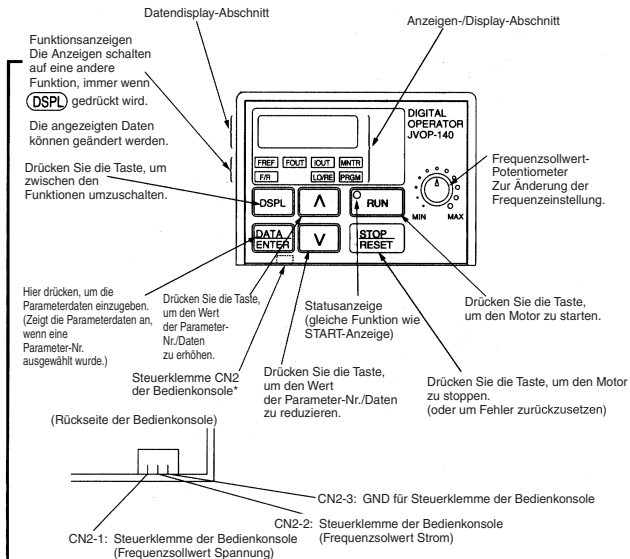 Datendisplay-Abschnitt
Anzeigen-/Display-Abschnitt
Funktionsanzeigen
Die Anzeigen schalten
auf eine andere
Funktion, immer wenn
DSPL gedrückt wird.
Die angezeigten Daten
können geändert werden.
Drücken Sie die Taste, um
zwischen den
Funktionen umzuschalten.
DIGITAL
OPERATOR
JVOP-140
FREF FOUT IOUT MNTR
F/R LO/RE PRGM
DSPL
∧
RUN
DATA
ENTER
∨
STOP
RESET
MIN MAX
Frequenzsollwert-
Potentiometer
Zur Änderung der
Frequenzeinstellung.
Hier drücken, um die
Parameterdaten einzugeben.
(Zeigt die Parameterdaten an,
wenn eine
Parameter-Nr.
ausgewählt wurde.)
Drücken Sie die Taste,
um den Wert
der Parameter-
Nr./Daten
zu erhöhen.
Statusanzeige
(gleiche Funktion wie
START-Anzeige)
Drücken Sie die Taste,
um den Motor zu starten.
Steuerklemme CN2
der Bedienkonsole*
Drücken Sie die Taste,
um den Wert
der Parameter-Nr./Daten
zu reduzieren.
Drücken Sie die Taste, um den Motor
zu stoppen.
(oder um Fehler zurückzusetzen)
(Rückseite der Bedienkonsole)
CN2-3: GND für Steuerklemme der Bedienkonsole
CN2-2: Steuerklemme der Bedienkonsole
(Frequenzsolwert Strom)
CN2-1: Steuerklemme der Bedienkonsole
(Frequenzsollwert Spannung)